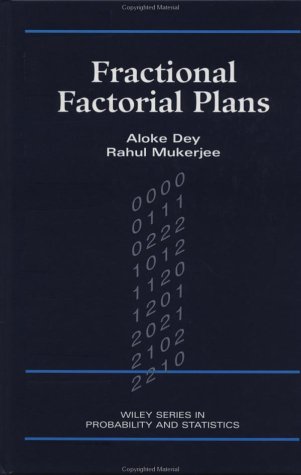 Fractional
Factorial Plans
Aloke Dey
Rahul Mukerjee
0000
0111
0222
1012
1120
1201
2021
2102
2210
WILEY SERIES IN
PROBABILITY AND STATISTICS